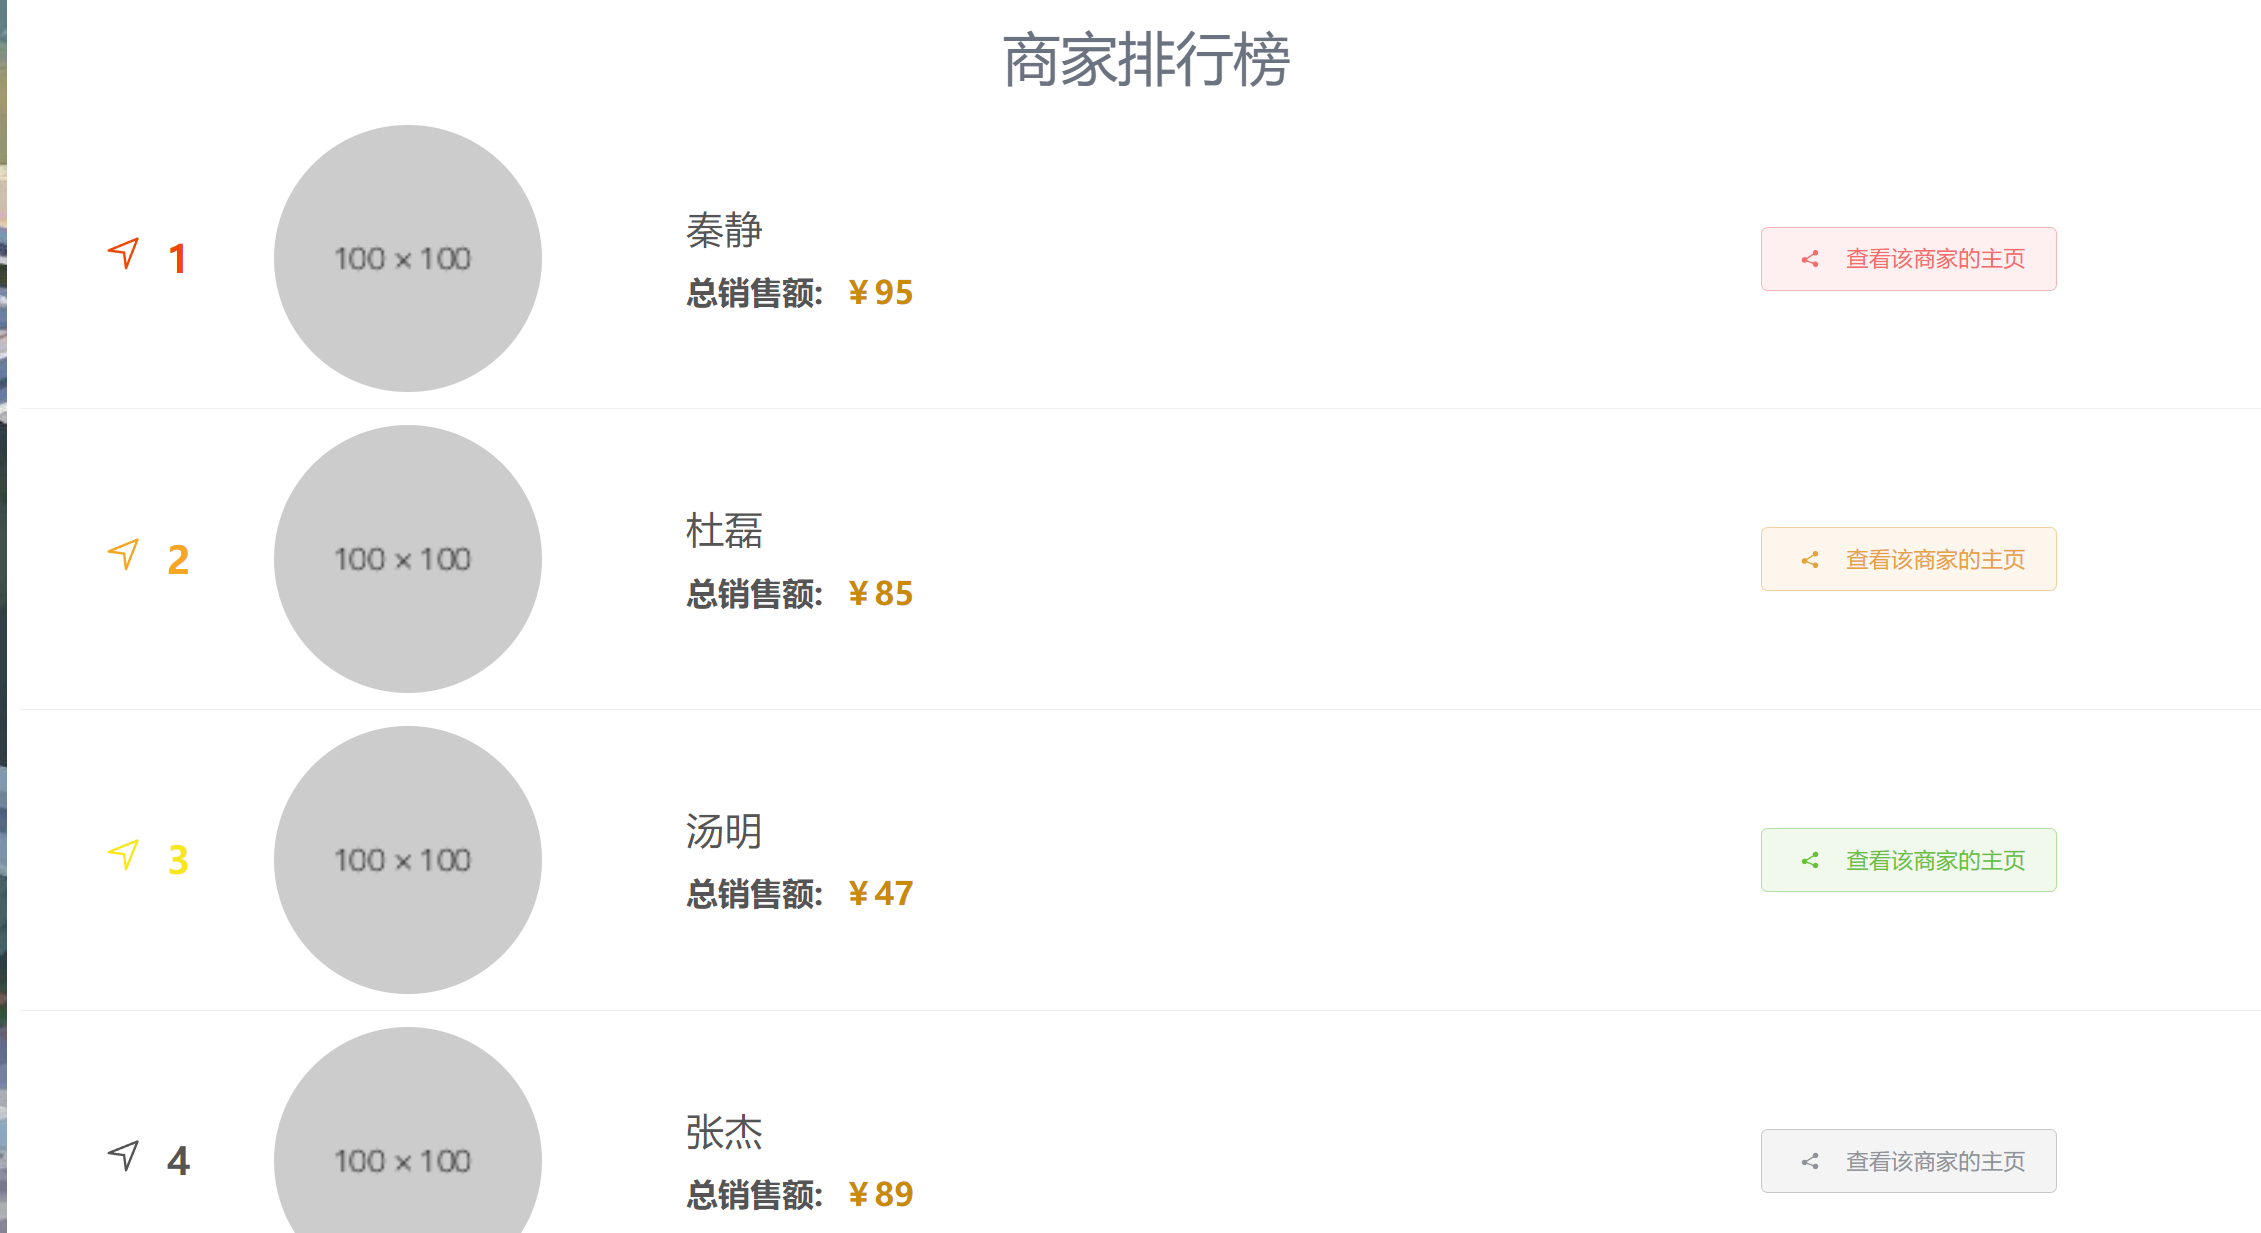 商家排行榜
1
100 × 100
秦静
总销售额: ¥95
查看该商家的主页
2
100 × 100
杜磊
总销售额: ¥85
查看该商家的主页
3
100 × 100
汤明
总销售额: ¥47
查看该商家的主页
4
100 × 100
张杰
总销售额: ¥89
查看该商家的主页